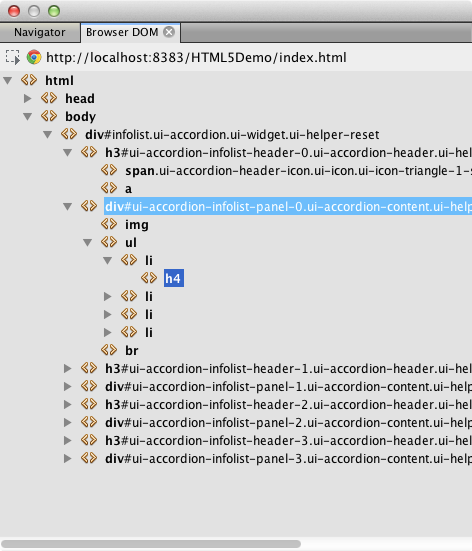 Navigator Browser DOM
http://localhost:8383/HTML5Demo/index.html
html
head
body
div#infolist.ui-accordion.ui-widget.ui-helper-reset
h3#ui-accordion-infolist-header-0.ui-accordion-header.ui-hel
span.ui-accordion-header-icon.ui-icon.ui-icon-triangle-1-s
a
div#ui-accordion-infolist-panel-0.ui-accordion-content.ui-help
img
ul
li
h4
li
li
li
br
h3#ui-accordion-infolist-header-1.ui-accordion-header.ui-hel
div#ui-accordion-infolist-panel-1.ui-accordion-content.ui-help
h3#ui-accordion-infolist-header-2.ui-accordion-header.ui-hel
div#ui-accordion-infolist-panel-2.ui-accordion-content.ui-help
h3#ui-accordion-infolist-header-3.ui-accordion-header.ui-hel
div#ui-accordion-infolist-panel-3.ui-accordion-content.ui-help